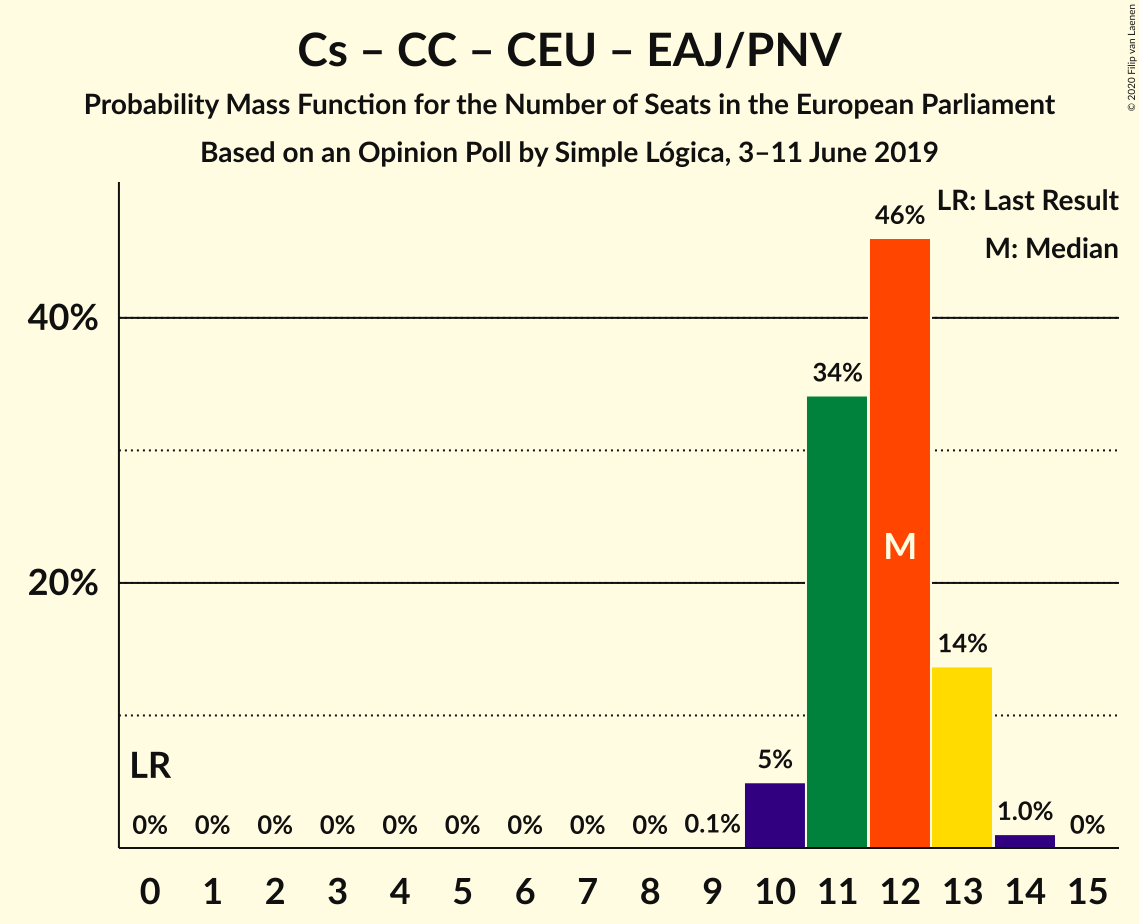 Cs – CC – CEU – EAJ/PNV
Probability Mass Function for the Number of Seats in the European Parliament
Based on an Opinion Poll by Simple Lógica, 3–11 June 2019
© 2020 Filip van Laenen
LR: Last Result
M: Median
40%
20%
46%
34%
M
14%
LR
5%
0% 0% 0% 0% 0% 0% 0% 0% 0% 0.1% 1.0% 0%
0 1 2 3 4 5 6 7 8 9 10 11 12 13 14 15